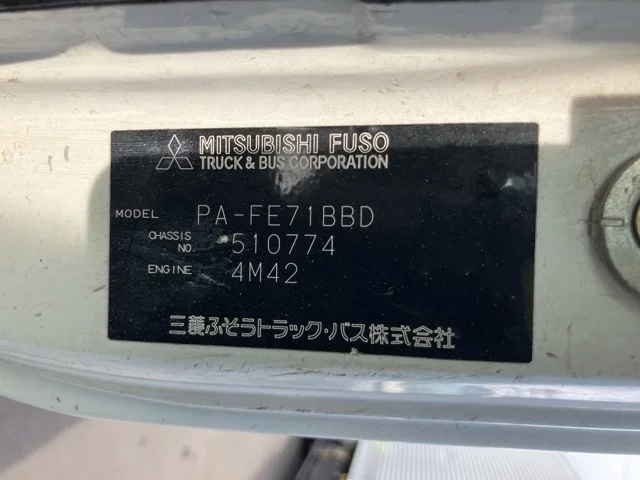 MITSUBISHI FUSO
TRUCK & BUS CORPORATION
MODEL PA-FE71BBD
CHASSIS NO. 510774
ENGINE 4M42
三菱ふそうトラック・バス株式会社